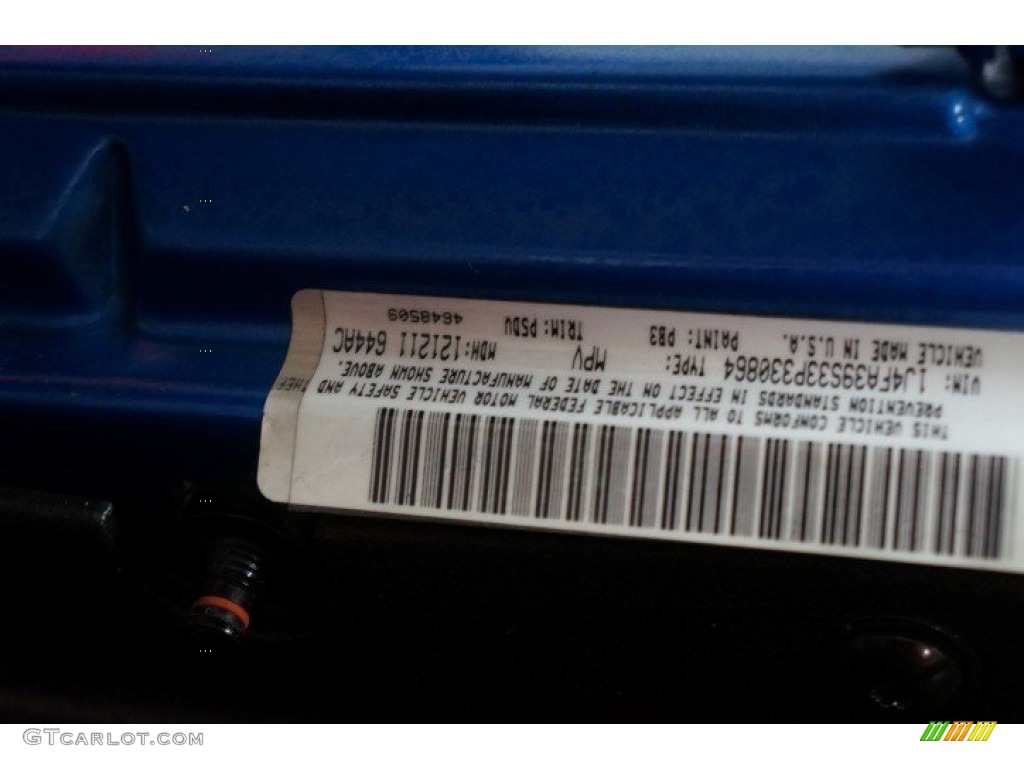 THIS VEHICLE CONFORMS TO ALL APPLICABLE FEDERAL MOTOR VEHICLE SAFETY AND THEFT
PREVENTION STANDARDS IN EFFECT ON THE DATE OF MANUFACTURE SHOWN ABOVE.
VIN: 1J4FA39S33P330864 TYPE: MPV MDH:121211 644AC
VEHICLE MADE IN U.S.A. PAINT: PB3 TRIM:P5DV 4648509
GTCARLOT.COM